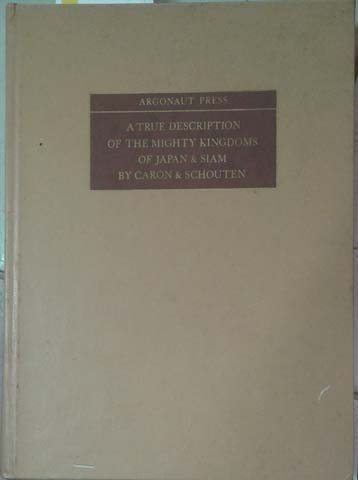 ARGONAUT PRESS
A TRUE DESCRIPTION
OF THE MIGHTY KINGDOMS
OF JAPAN & SIAM
BY CARON & SCHOUTEN